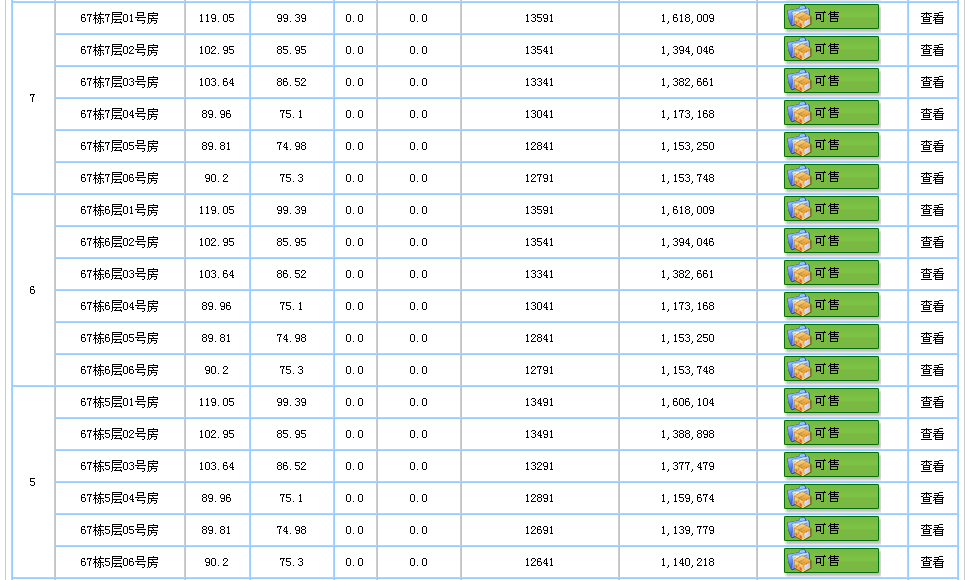 67栋7层01号房 119.05 99.39 0.0 0.0 13591 1,618,009 可售 查看
67栋7层02号房 102.95 85.95 0.0 0.0 13541 1,394,046 可售 查看
67栋7层03号房 103.64 86.52 0.0 0.0 13341 1,382,661 可售 查看
7 67栋7层04号房 89.96 75.1 0.0 0.0 13041 1,173,168 可售 查看
67栋7层05号房 89.81 74.98 0.0 0.0 12841 1,153,250 可售 查看
67栋7层06号房 90.2 75.3 0.0 0.0 12791 1,153,748 可售 查看
67栋6层01号房 119.05 99.39 0.0 0.0 13591 1,618,009 可售 查看
67栋6层02号房 102.95 85.95 0.0 0.0 13541 1,394,046 可售 查看
67栋6层03号房 103.64 86.52 0.0 0.0 13341 1,382,661 可售 查看
6 67栋6层04号房 89.96 75.1 0.0 0.0 13041 1,173,168 可售 查看
67栋6层05号房 89.81 74.98 0.0 0.0 12841 1,153,250 可售 查看
67栋6层06号房 90.2 75.3 0.0 0.0 12791 1,153,748 可售 查看
67栋5层01号房 119.05 99.39 0.0 0.0 13491 1,606,104 可售 查看
67栋5层02号房 102.95 85.95 0.0 0.0 13491 1,388,898 可售 查看
67栋5层03号房 103.64 86.52 0.0 0.0 13291 1,377,479 可售 查看
5 67栋5层04号房 89.96 75.1 0.0 0.0 12891 1,159,674 可售 查看
67栋5层05号房 89.81 74.98 0.0 0.0 12691 1,139,779 可售 查看
67栋5层06号房 90.2 75.3 0.0 0.0 12641 1,140,218 可售 查看